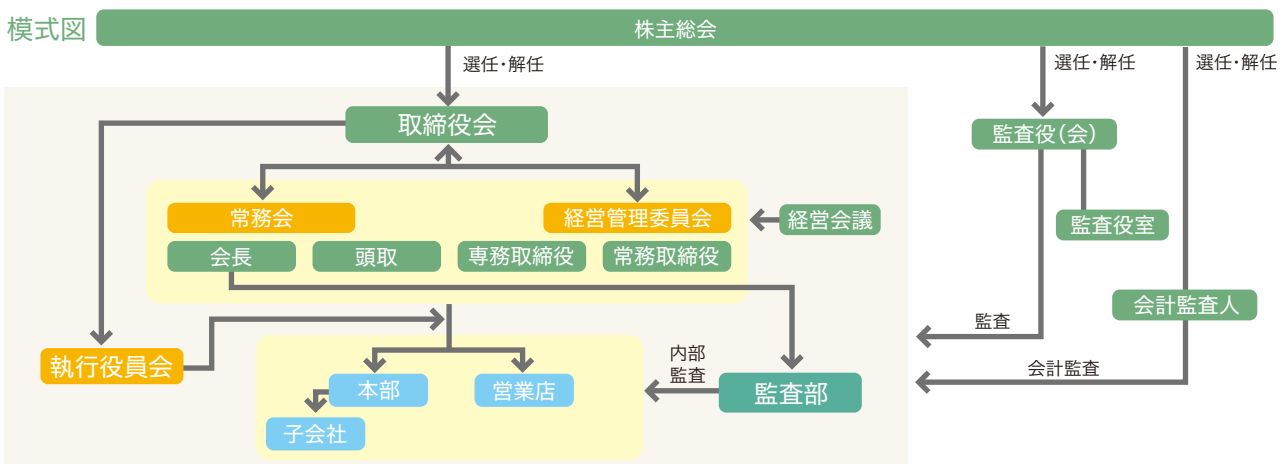 模式図
株主総会
選任・解任
選任・解任
選任・解任
取締役会
監査役（会）
常務会
経営管理委員会
経営会議
監査役室
会長
頭取
専務取締役
常務取締役
会計監査人
監査
執行役員会
内部
監査
会計監査
本部
営業店
監査部
子会社